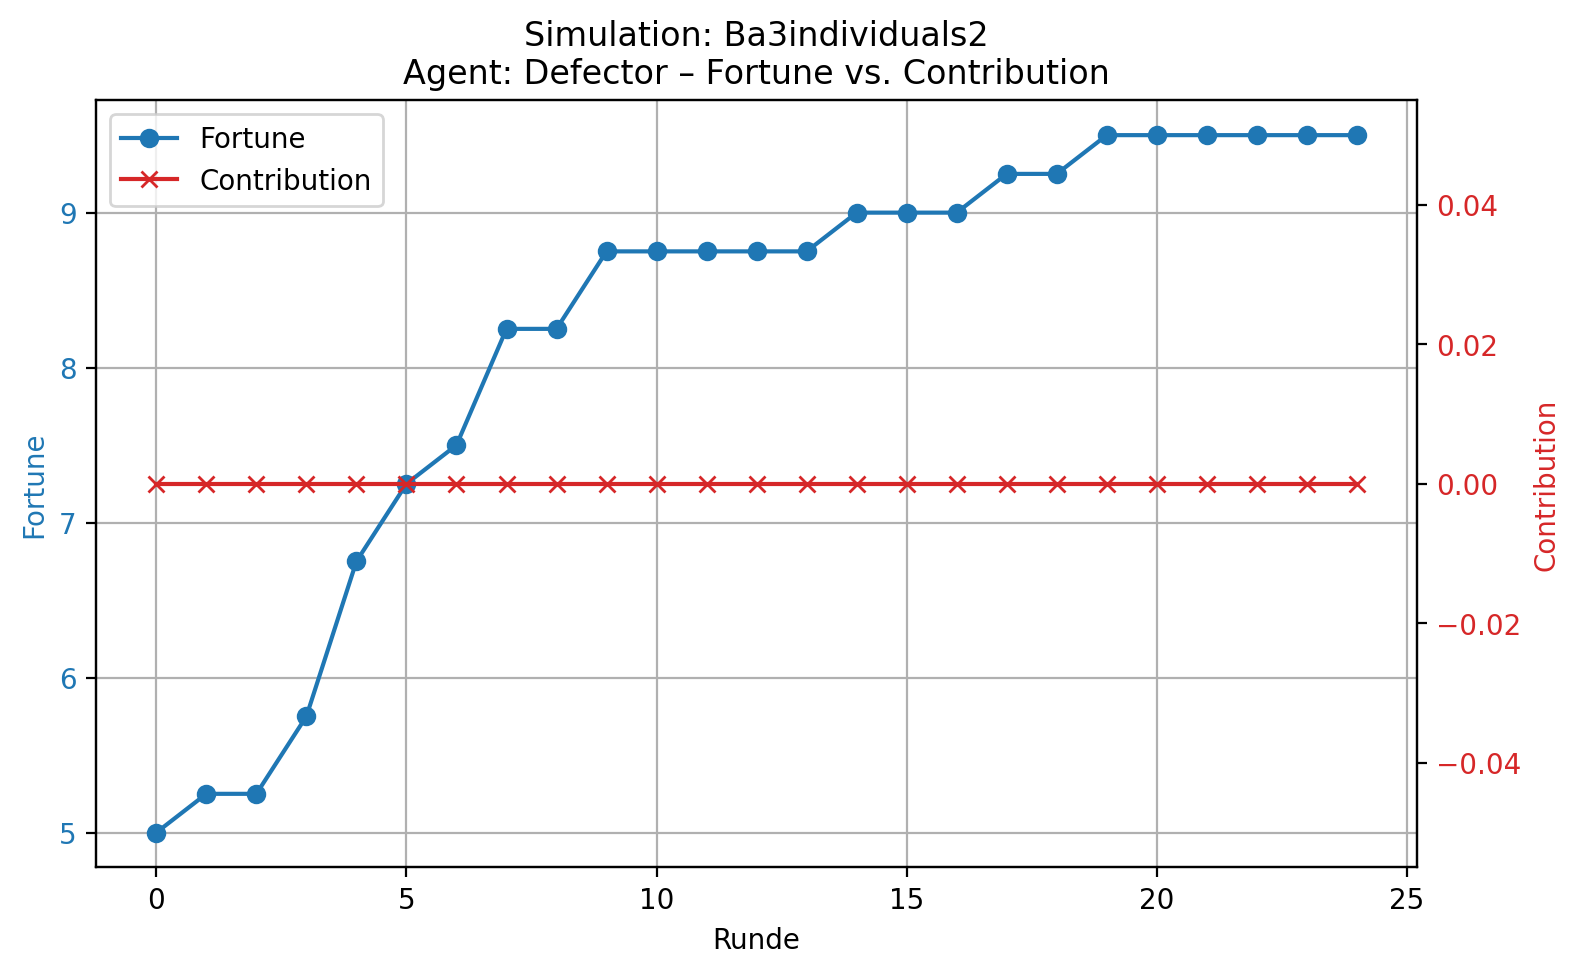 Simulation: Ba3individuals2
Agent: Defector – Fortune vs. Contribution
Fortune
Contribution
9
8
7
6
5
Fortune
0.04
0.02
0.00
−0.02
−0.04
Contribution
0 5 10 15 20 25
Runde